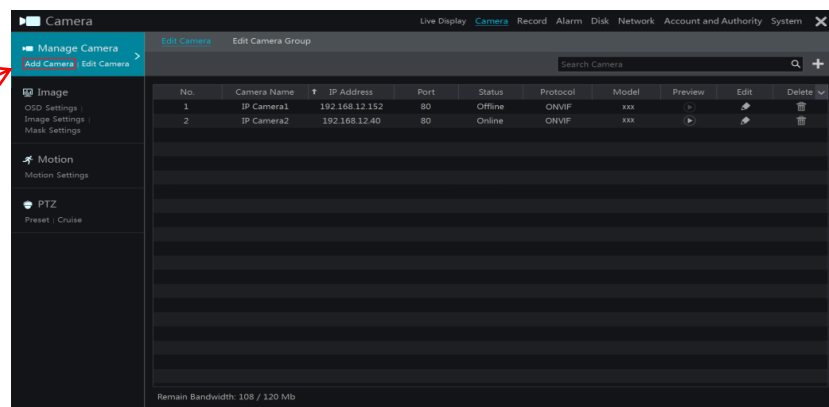 Camera
Live Display Camera Record Alarm Disk Network Account and Authority System
Manage Camera
Add Camera | Edit Camera
Edit Camera Edit Camera Group
Search Camera
Image
OSD Settings |
Image Settings |
Mask Settings
Motion
Motion Settings
PTZ
Preset | Cruise
No. Camera Name IP Address Port Status Protocol Model Preview Edit Delete
1 IP Camera1 192.168.12.152 80 Offline ONVIF xxx
2 IP Camera2 192.168.12.40 80 Online ONVIF xxx
Remain Bandwidth: 108 / 120 Mb